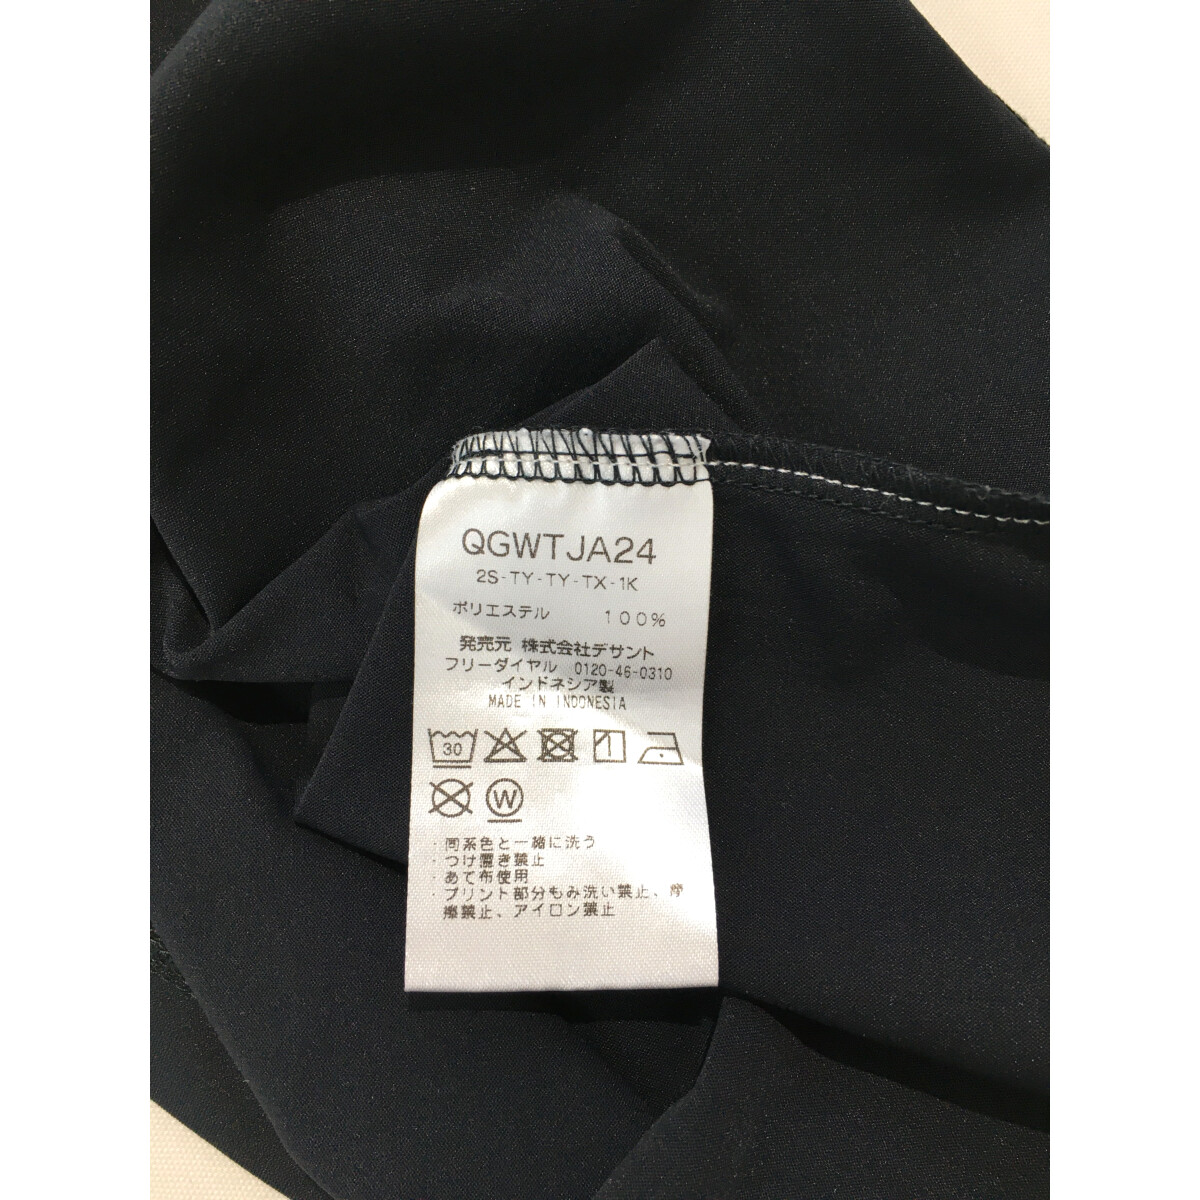 QGWTJA24
2S-TY-TY-TX-1K
ポリエステル 100%
発売元 株式会社デサント
フリーダイヤル 0120-46-0310
インドネシア製
MADE IN INDONESIA
30
W
・同系色と一緒に洗う
・つけ置き禁止
・あて布使用
・プリント部分もみ洗い禁止、摩
擦禁止、アイロン禁止